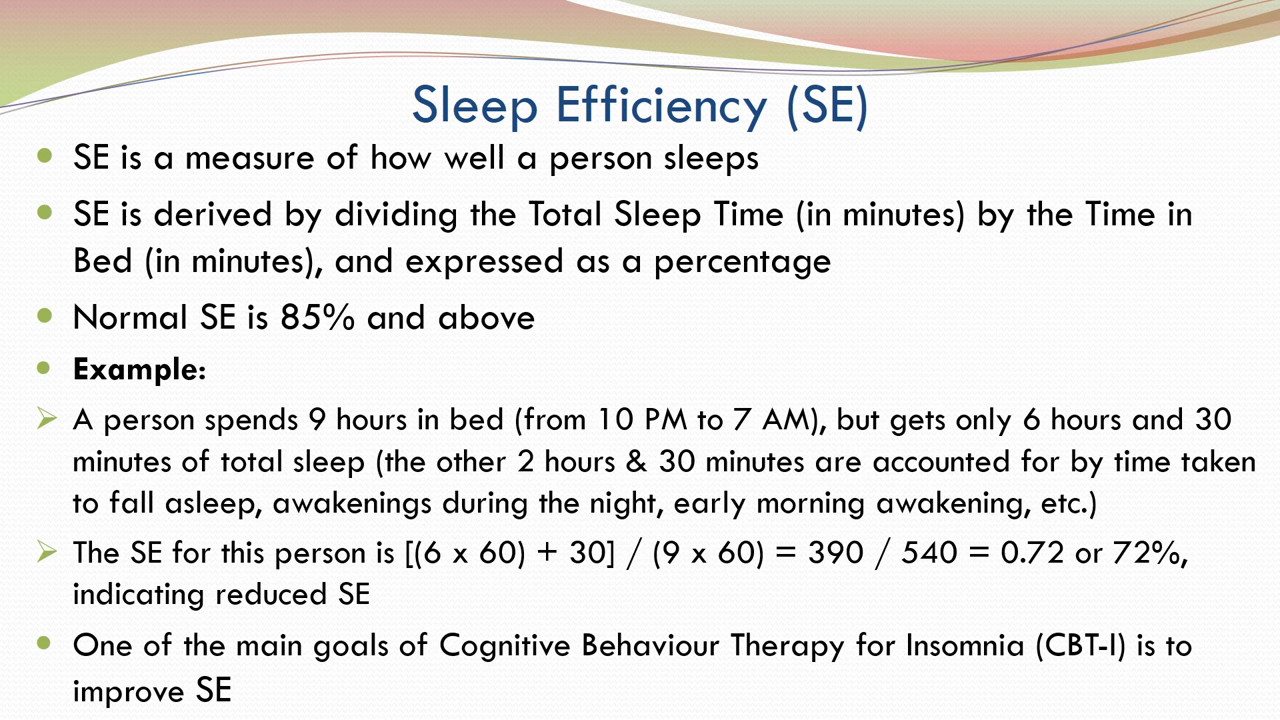 Sleep Efficiency (SE)
● SE is a measure of how well a person sleeps
● SE is derived by dividing the Total Sleep Time (in minutes) by the Time in
Bed (in minutes), and expressed as a percentage
● Normal SE is 85% and above
● Example:
➢ A person spends 9 hours in bed (from 10 PM to 7 AM), but gets only 6 hours and 30
minutes of total sleep (the other 2 hours & 30 minutes are accounted for by time taken
to fall asleep, awakenings during the night, early morning awakening, etc.)
➢ The SE for this person is [(6 x 60) + 30] / (9 x 60) = 390 / 540 = 0.72 or 72%,
indicating reduced SE
● One of the main goals of Cognitive Behaviour Therapy for Insomnia (CBT-I) is to
improve SE